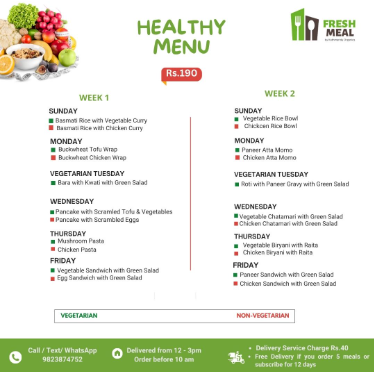 HEALTHY
MENU
FRESH
MEAL
Rs.190
WEEK 1
SUNDAY
Basmati Rice with Vegetable Curry
Basmati Rice with Chicken Curry
MONDAY
Buckwheat Tofu Wrap
Buckwheat Chicken Wrap
VEGETARIAN TUESDAY
Bara with Kwati with Green Salad
WEDNESDAY
Pancake with Scramled Tofu & Vegetables
Pancake with Scrambled Eggs
THURSDAY
Mushroom Pasta
Chicken Pasta
FRIDAY
Vegetable Sandwich with Green Salad
Egg Sandwich with Green Salad
WEEK 2
SUNDAY
Vegetable Rice Bowl
Chickcen Rice Bowl
MONDAY
Paneer Atta Momo
Chicken Atta Momo
VEGETARIAN TUESDAY
Roti with Paneer Gravy with Green Salad
WEDNESDAY
Vegetable Chatamari with Green Salad
Chicken Chatamari with Green Salad
THURSDAY
Vegetable Biryani with Raita
Chicken Biryani with Raita
FRIDAY
Paneer Sandwich with Green Salad
Chicken Sandwich with Green Salad
VEGETARIAN
NON-VEGETARIAN
Call / Text/ WhatsApp
9823874752
Delivered from 12 - 3pm
Order before 10 am
• Delivery Service Charge Rs.40
• Free Delivery if you order 5 meals or
subscribe for 12 days